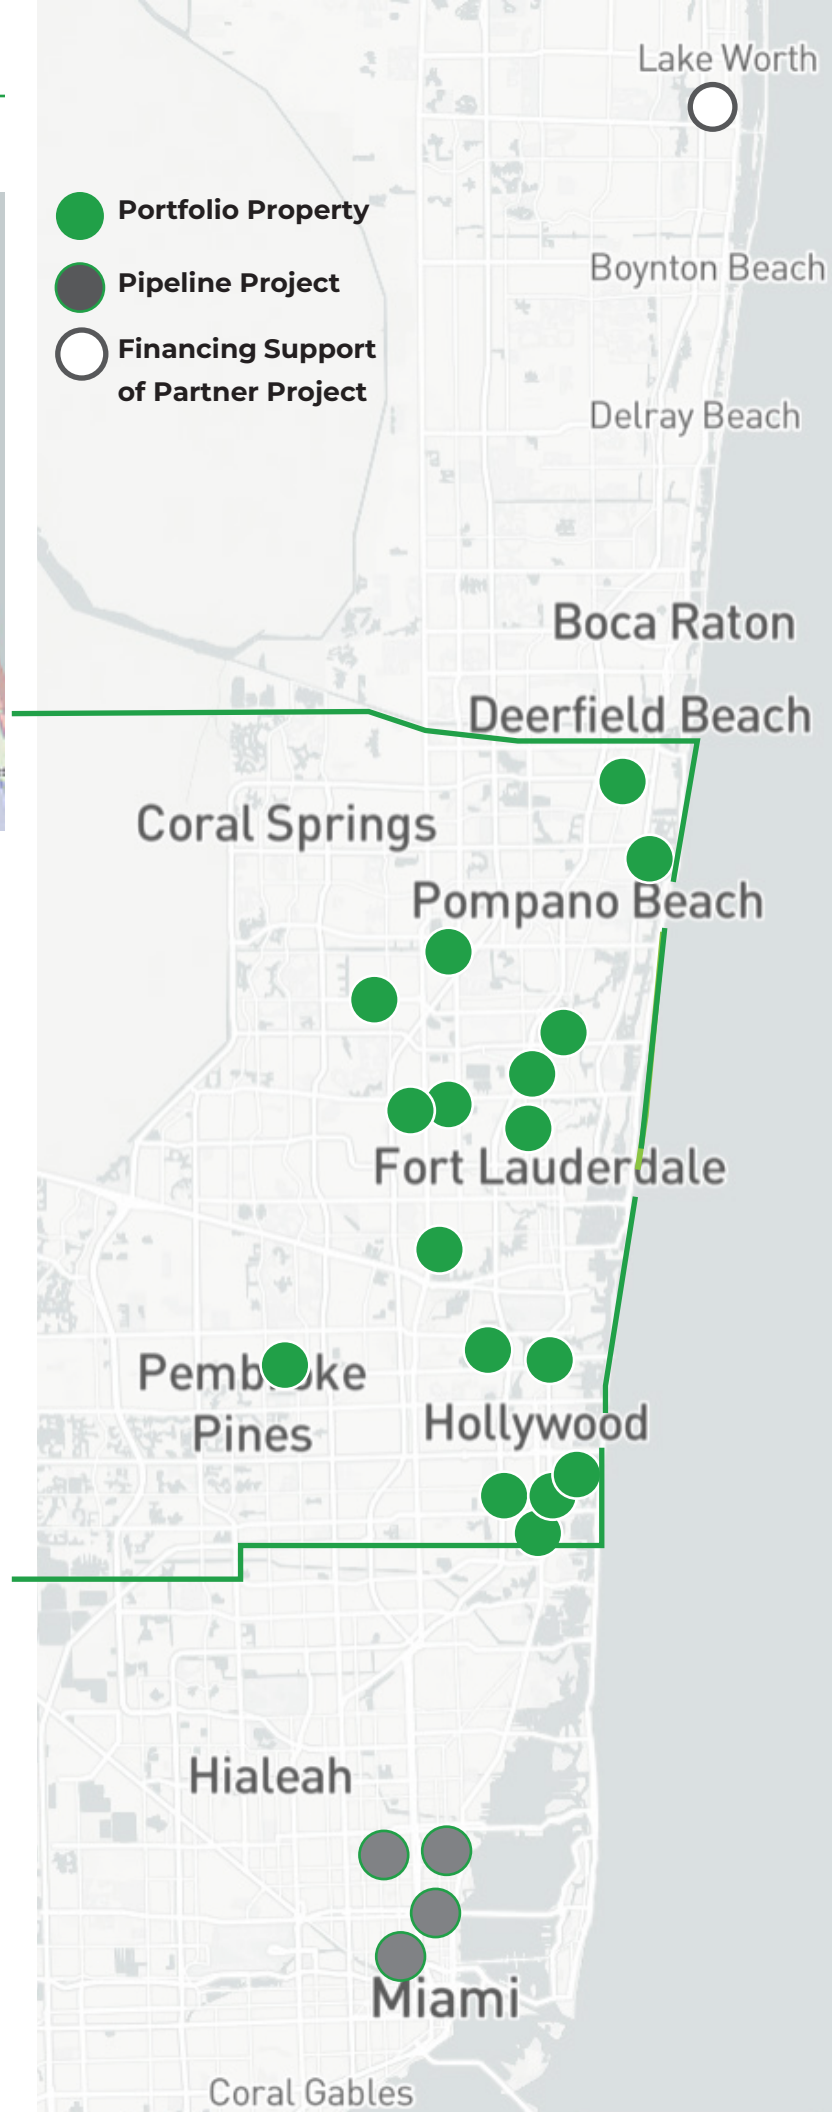 Lake Worth
Portfolio Property
Boynton Beach
Pipeline Project
Financing Support
of Partner Project
Delray Beach
Boca Raton
Deerfield Beach
Coral Springs
Pompano Beach
Fort Lauderdale
Pembroke
Pines
Hollywood
Hialeah
Miami
Coral Gables